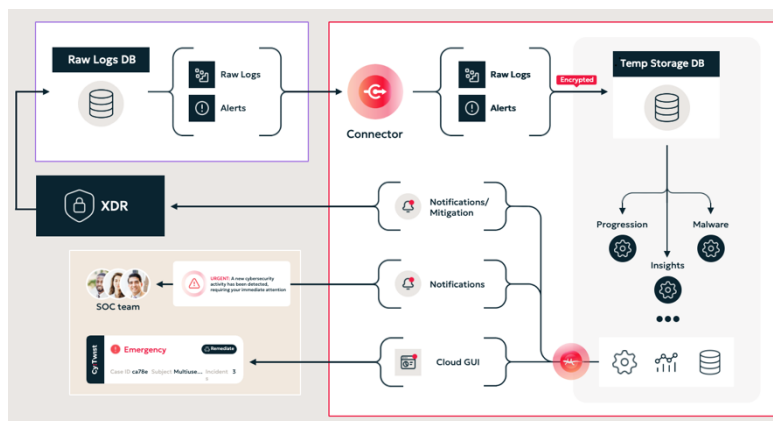 Raw Logs DB
Raw Logs
Alerts
Connector
Raw Logs
Alerts
Encrypted
Temp Storage DB
XDR
Notifications/
Mitigation
Progression
Malware
Insights
SOC team
URGENT: A new cybersecurity
activity has been detected,
requiring your immediate attention
Notifications
Cy Twist
Emergency
Remediate
Case ID ca78e Subject Multiuse... Incident 3
Cloud GUI